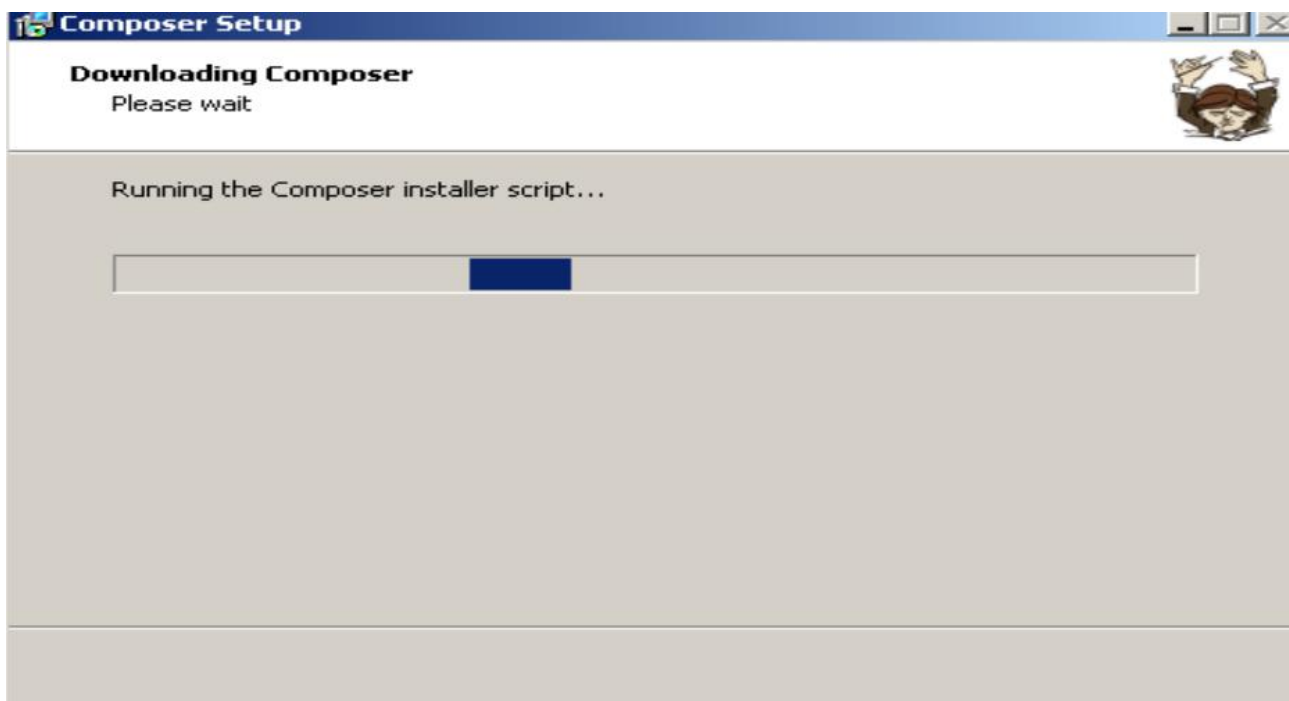 Composer Setup
Downloading Composer
Please wait
Running the Composer installer script...